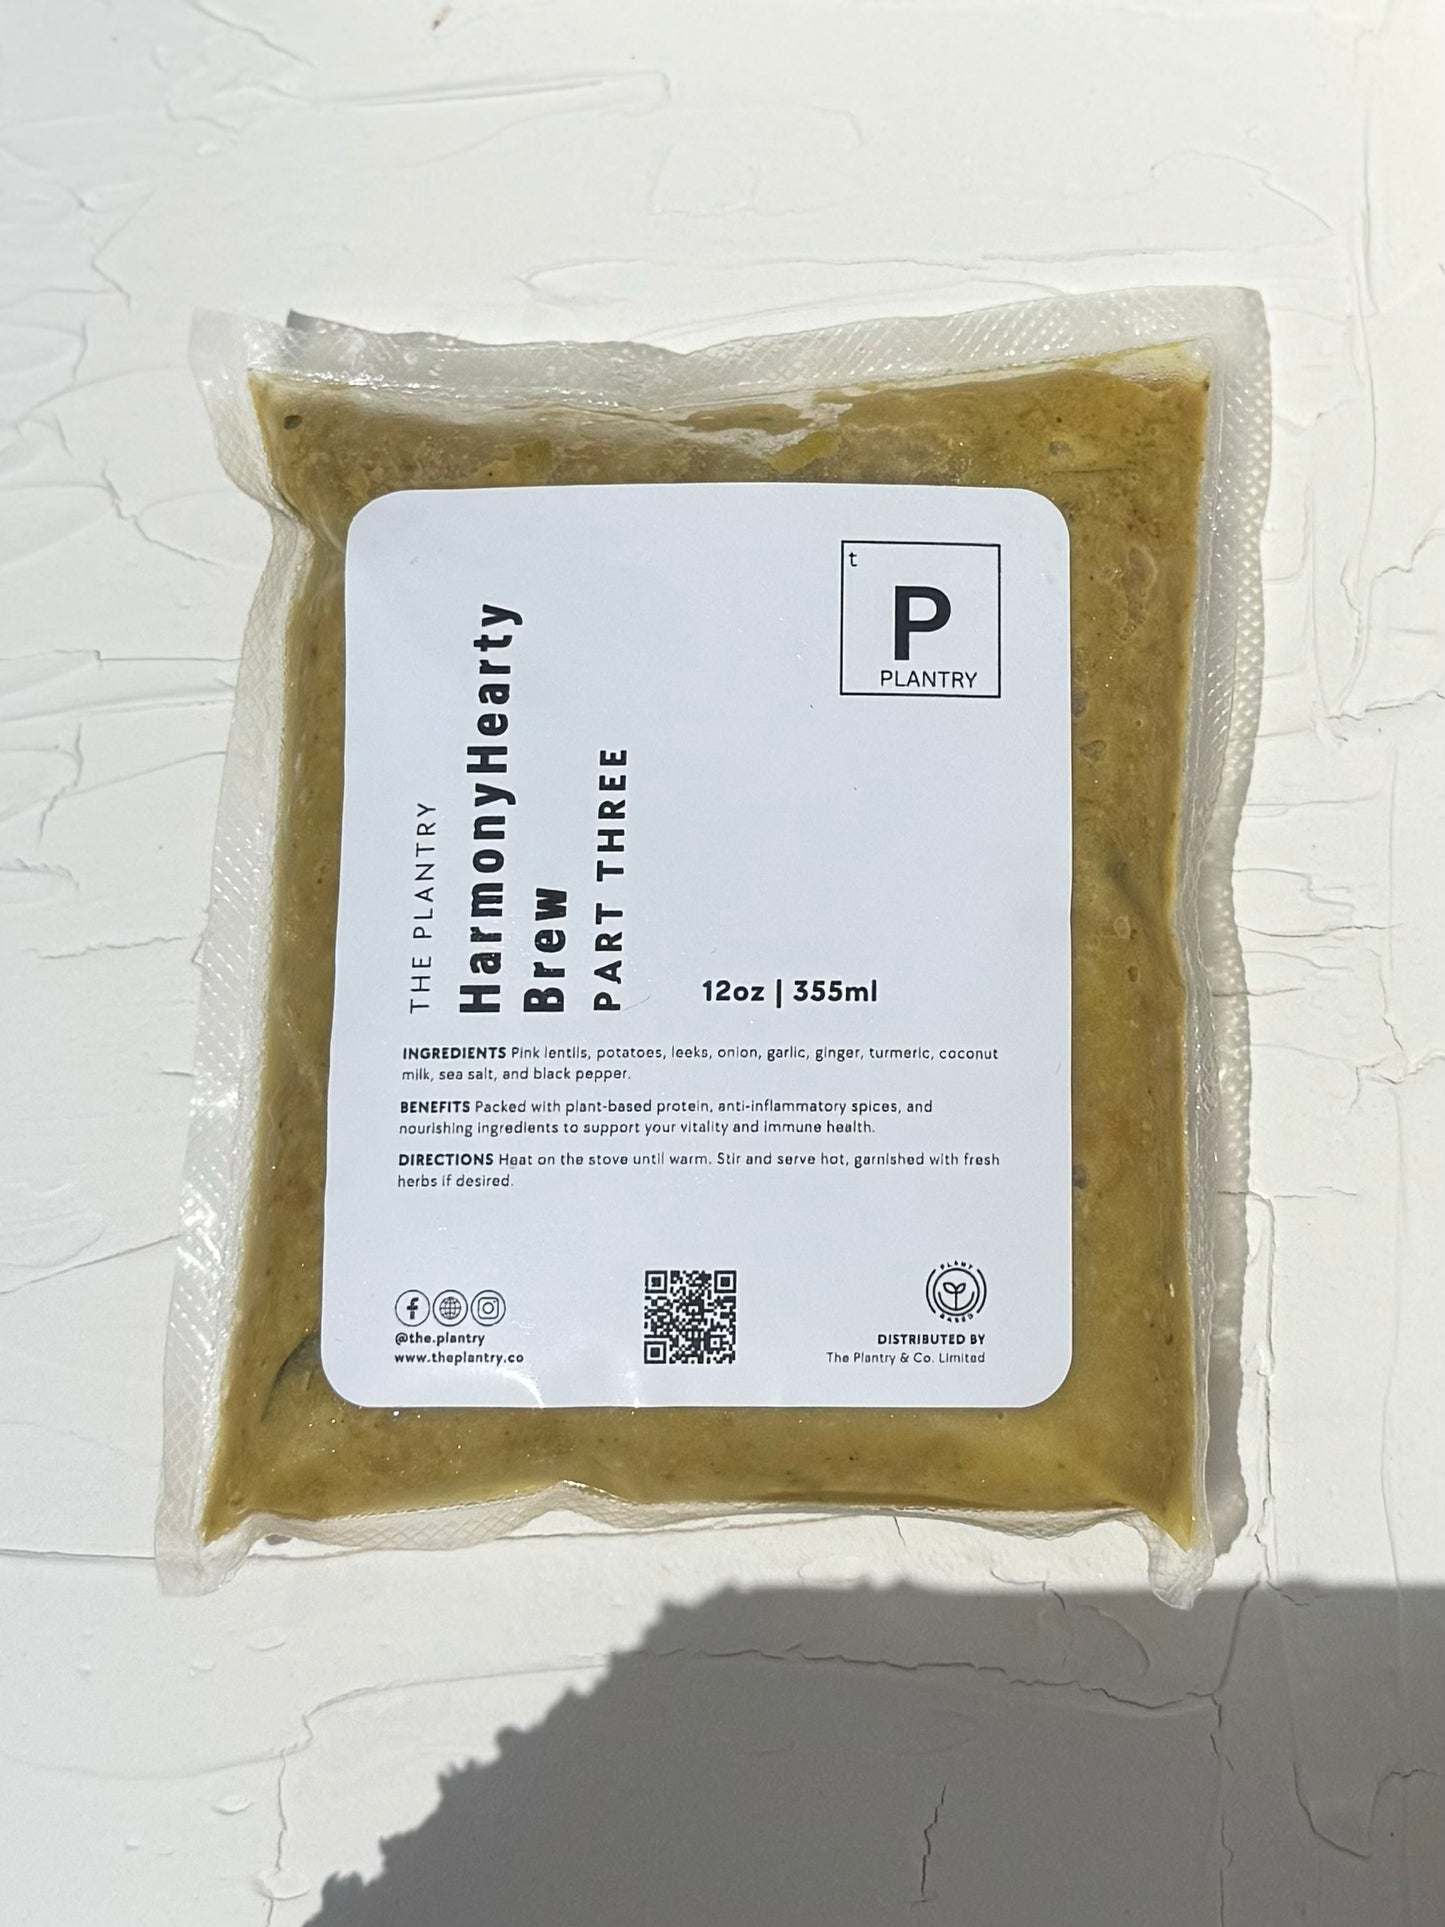 t
P
PLANTRY
THE PLANTRY
HarmonyHearty
Brew
PART THREE
12oz | 355ml
INGREDIENTS Pink lentils, potatoes, leeks, onion, garlic, ginger, turmeric, coconut
milk, sea salt, and black pepper.
BENEFITS Packed with plant-based protein, anti-inflammatory spices, and
nourishing ingredients to support your vitality and immune health.
DIRECTIONS Heat on the stove until warm. Stir and serve hot, garnished with fresh
herbs if desired.
@the.plantry
www.theplantry.co
PLANT
BASED
DISTRIBUTED BY
The Plantry & Co. Limited